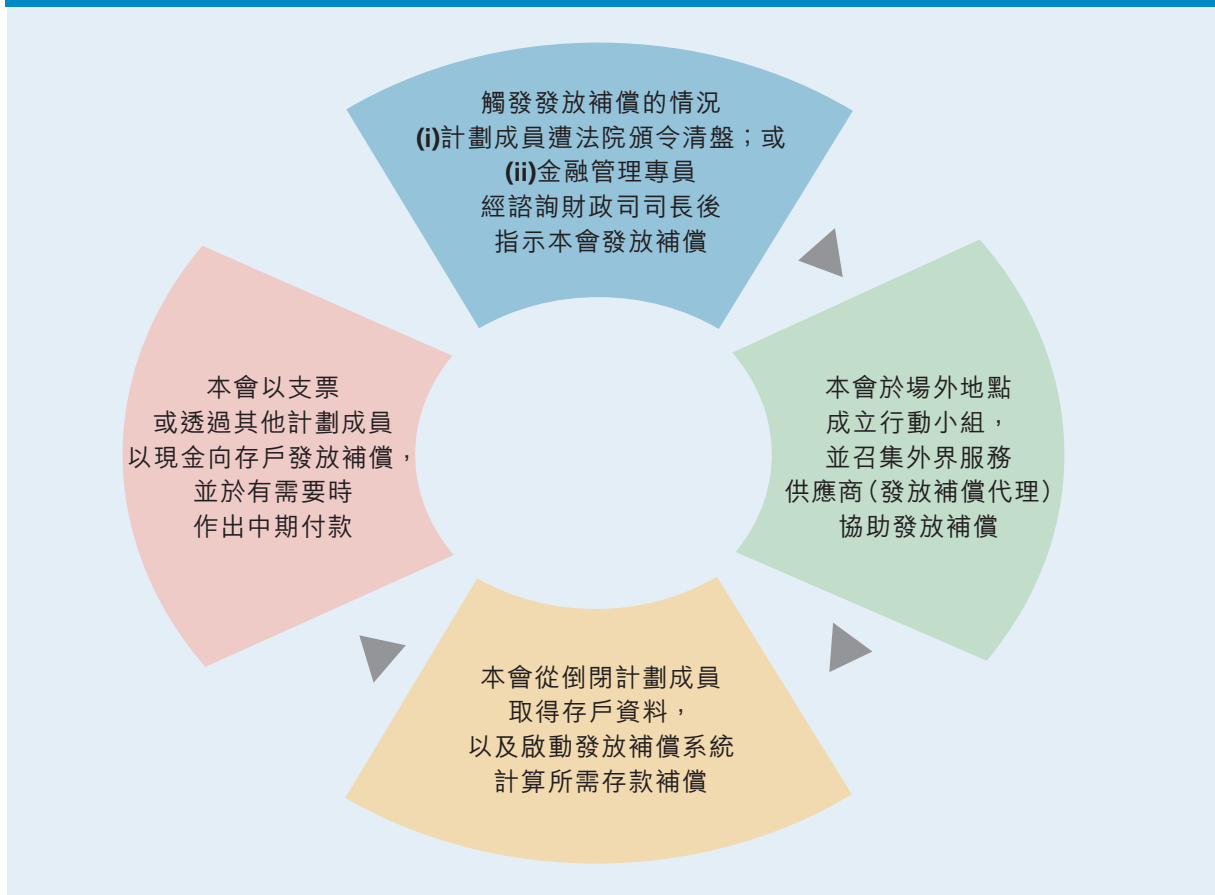 觸發發放補償的情況
(i)計劃成員遭法院頒令清盤；或
(ii)金融管理專員
經諮詢財政司司長後
指示本會發放補償
本會於場外地點
成立行動小組，
並召集外界服務
供應商（發放補償代理）
協助發放補償
本會從倒閉計劃成員
取得存戶資料，
以及啟動發放補償系統
計算所需存款補償
本會以支票
或透過其他計劃成員
以現金向存戶發放補償，
並於有需要時
作出中期付款